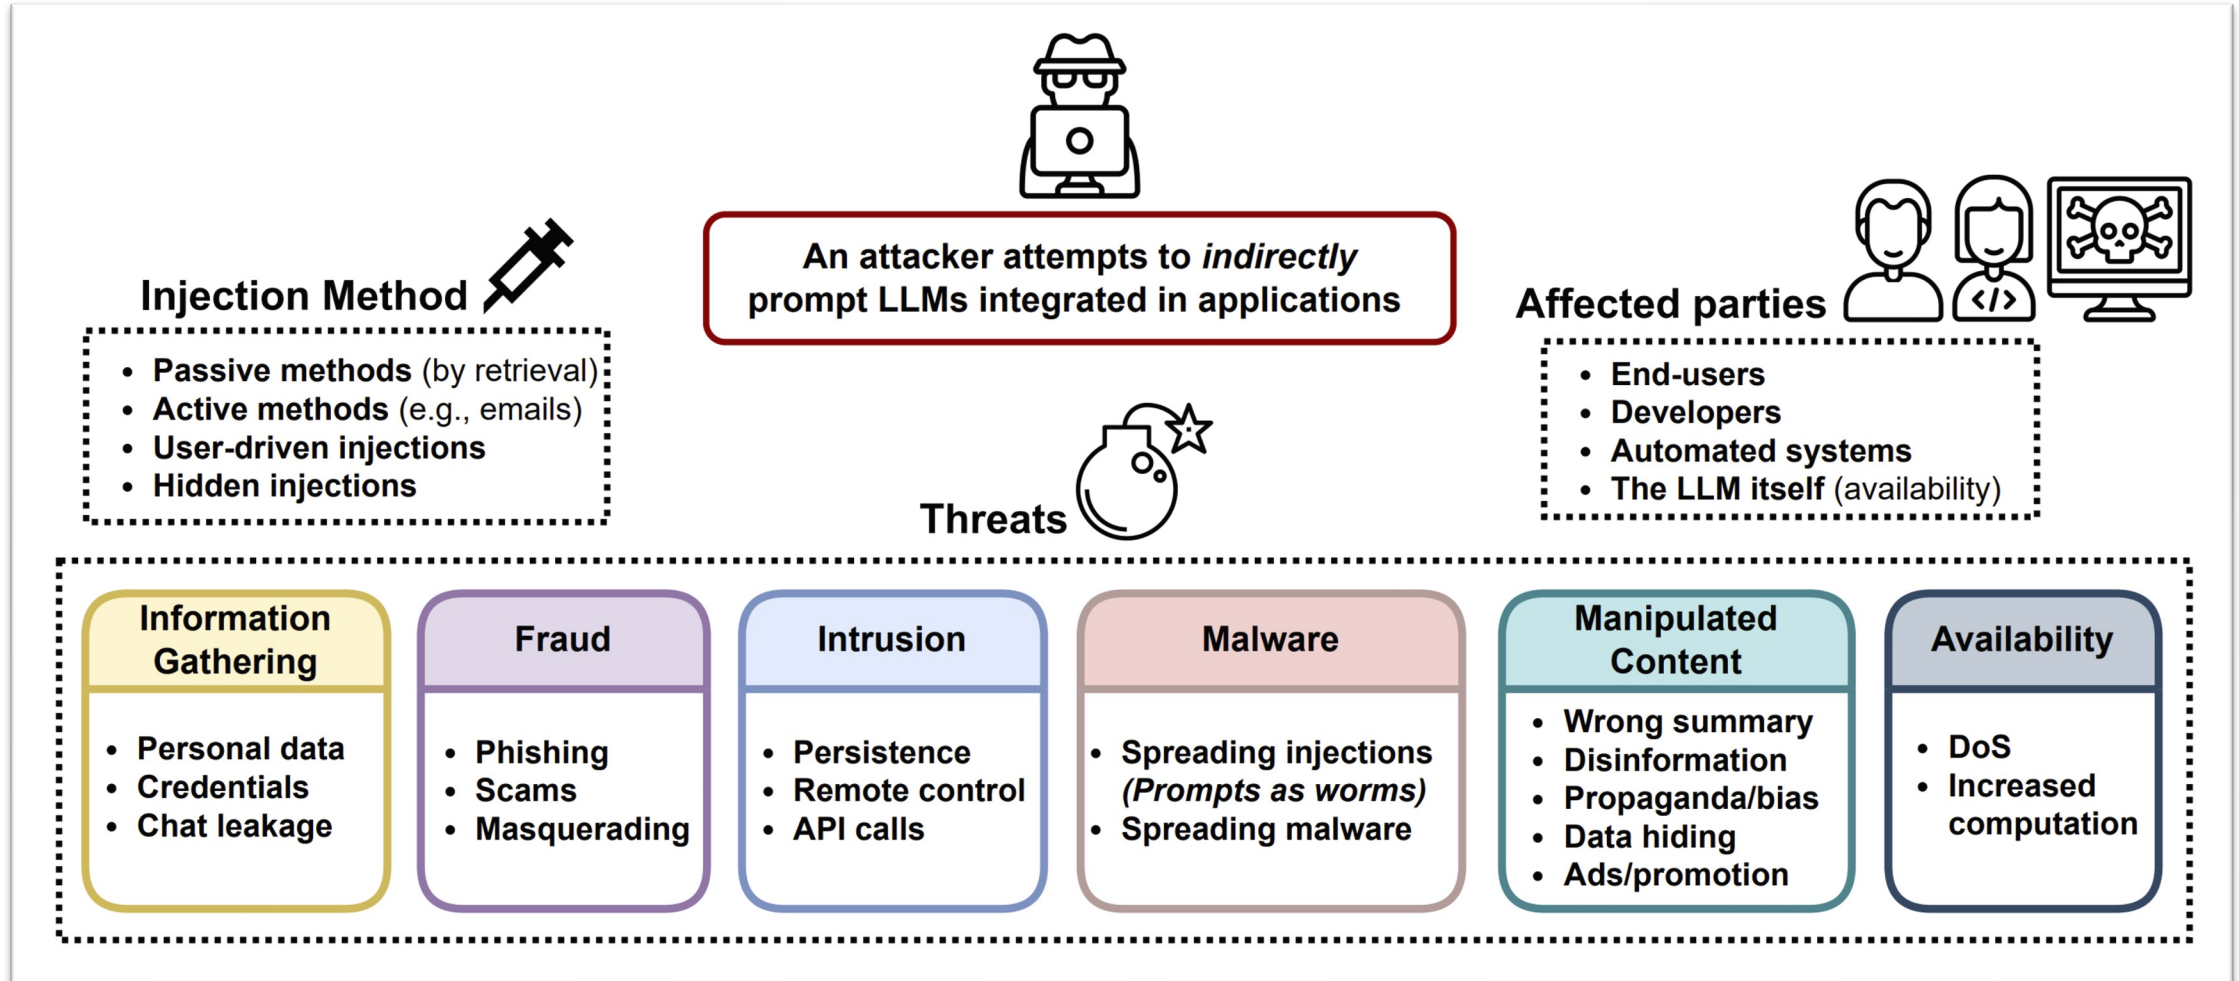 An attacker attempts to indirectly
prompt LLMs integrated in applications
Injection Method
• Passive methods (by retrieval)
• Active methods (e.g., emails)
• User-driven injections
• Hidden injections
Affected parties
</>
• End-users
• Developers
• Automated systems
• The LLM itself (availability)
Threats
Information
Gathering
• Personal data
• Credentials
• Chat leakage
Fraud
• Phishing
• Scams
• Masquerading
Intrusion
• Persistence
• Remote control
• API calls
Malware
• Spreading injections
(Prompts as worms)
• Spreading malware
Manipulated
Content
• Wrong summary
• Disinformation
• Propaganda/bias
• Data hiding
• Ads/promotion
Availability
• DoS
• Increased
computation